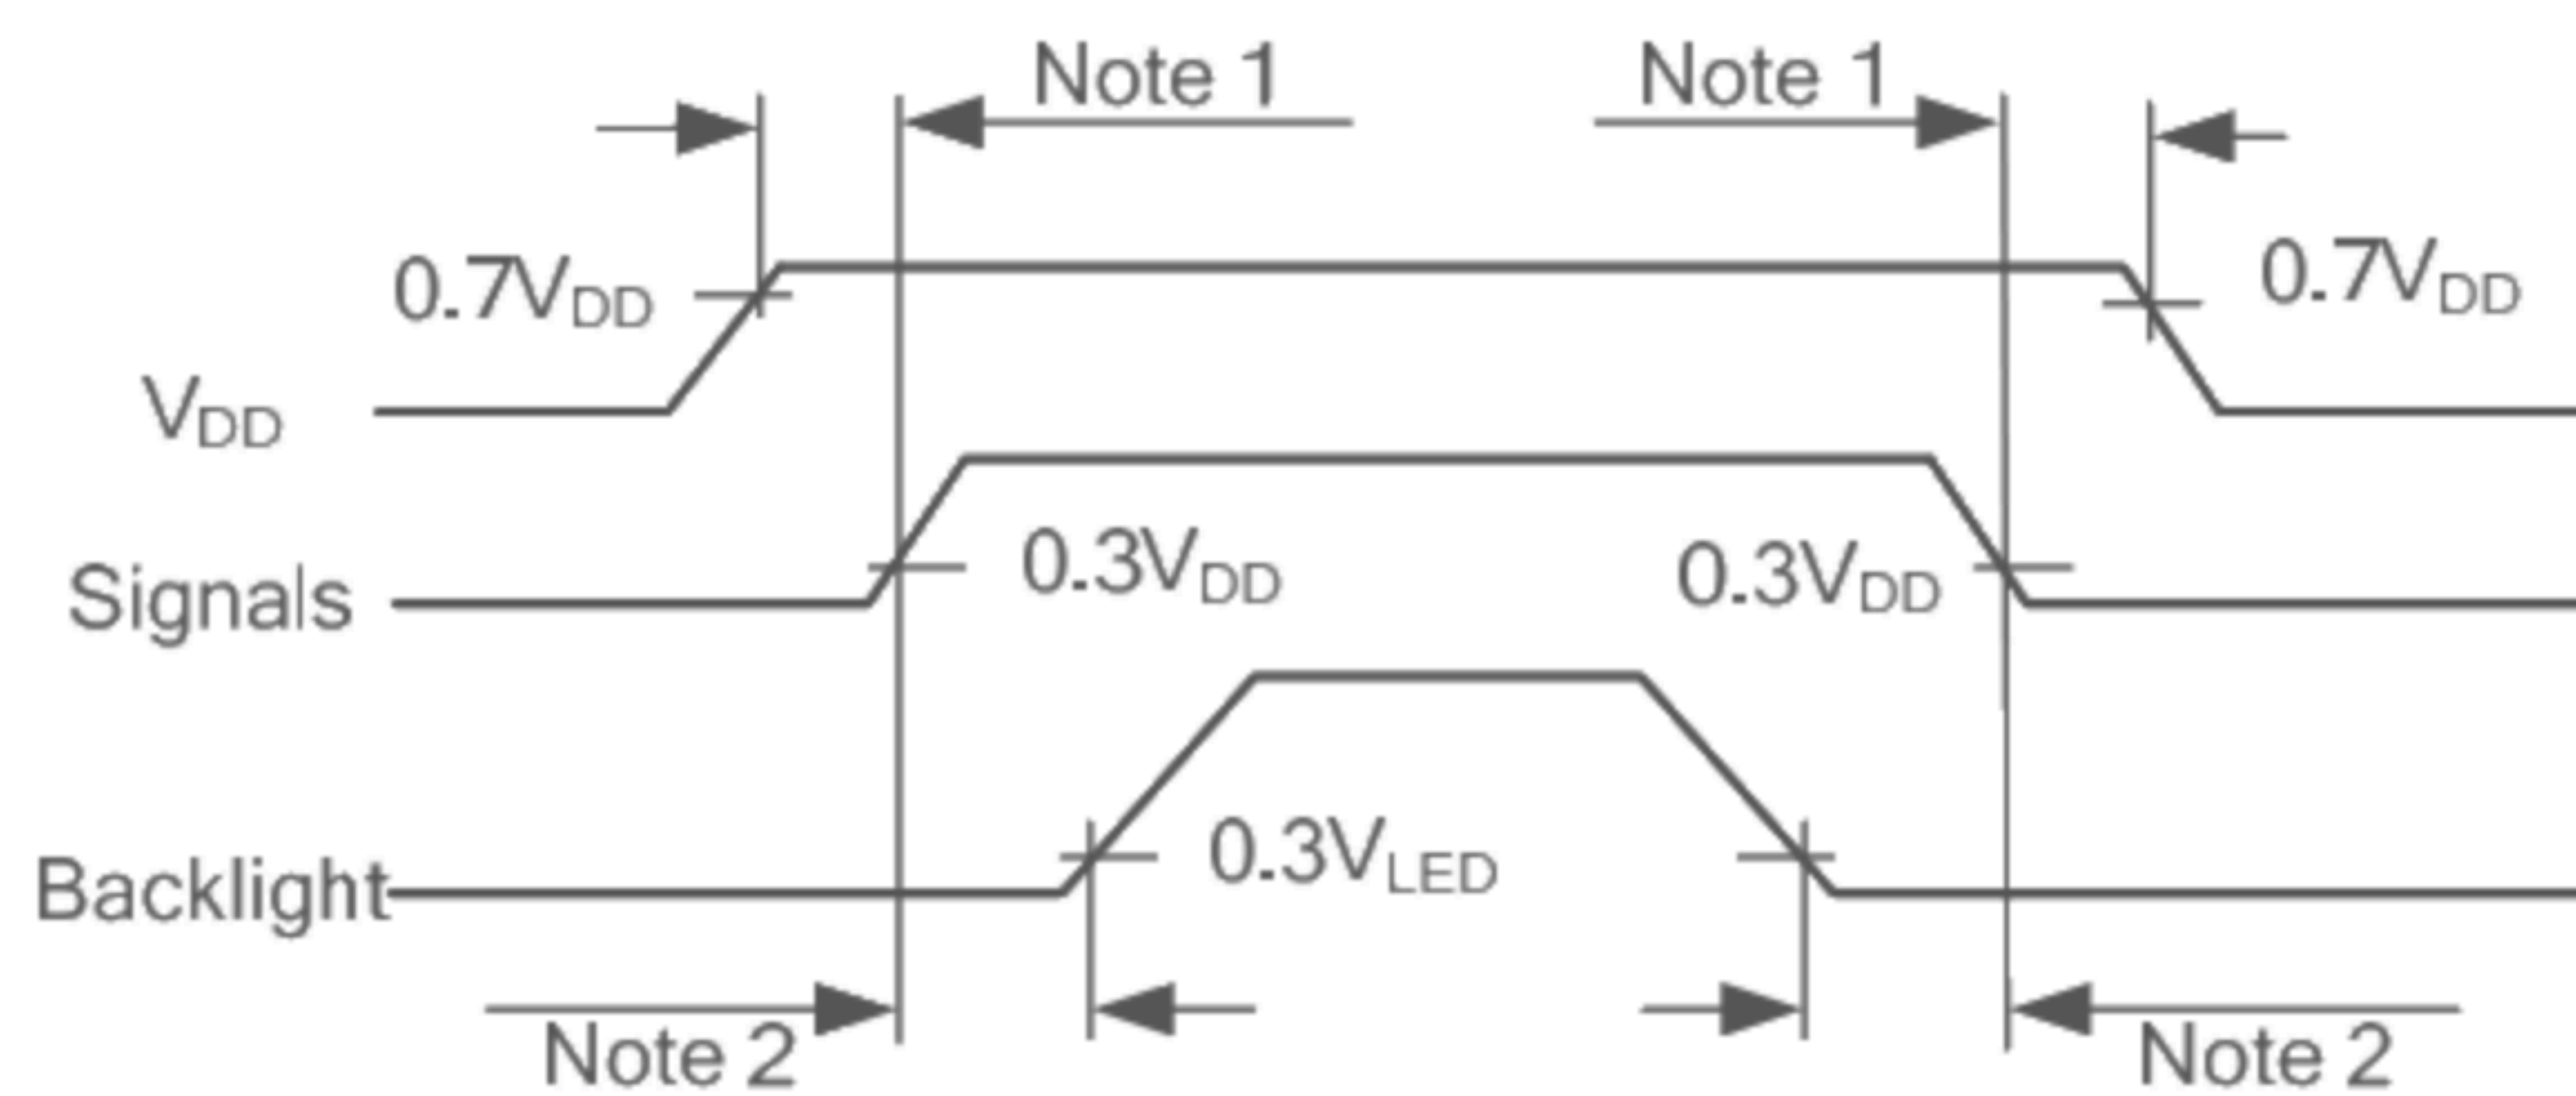 Note 1
Note 1
0.7VDD
0.7VDD
VDD
0.3VDD
0.3VDD
Signals
0.3VLED
Backlight
Note 2
Note 2